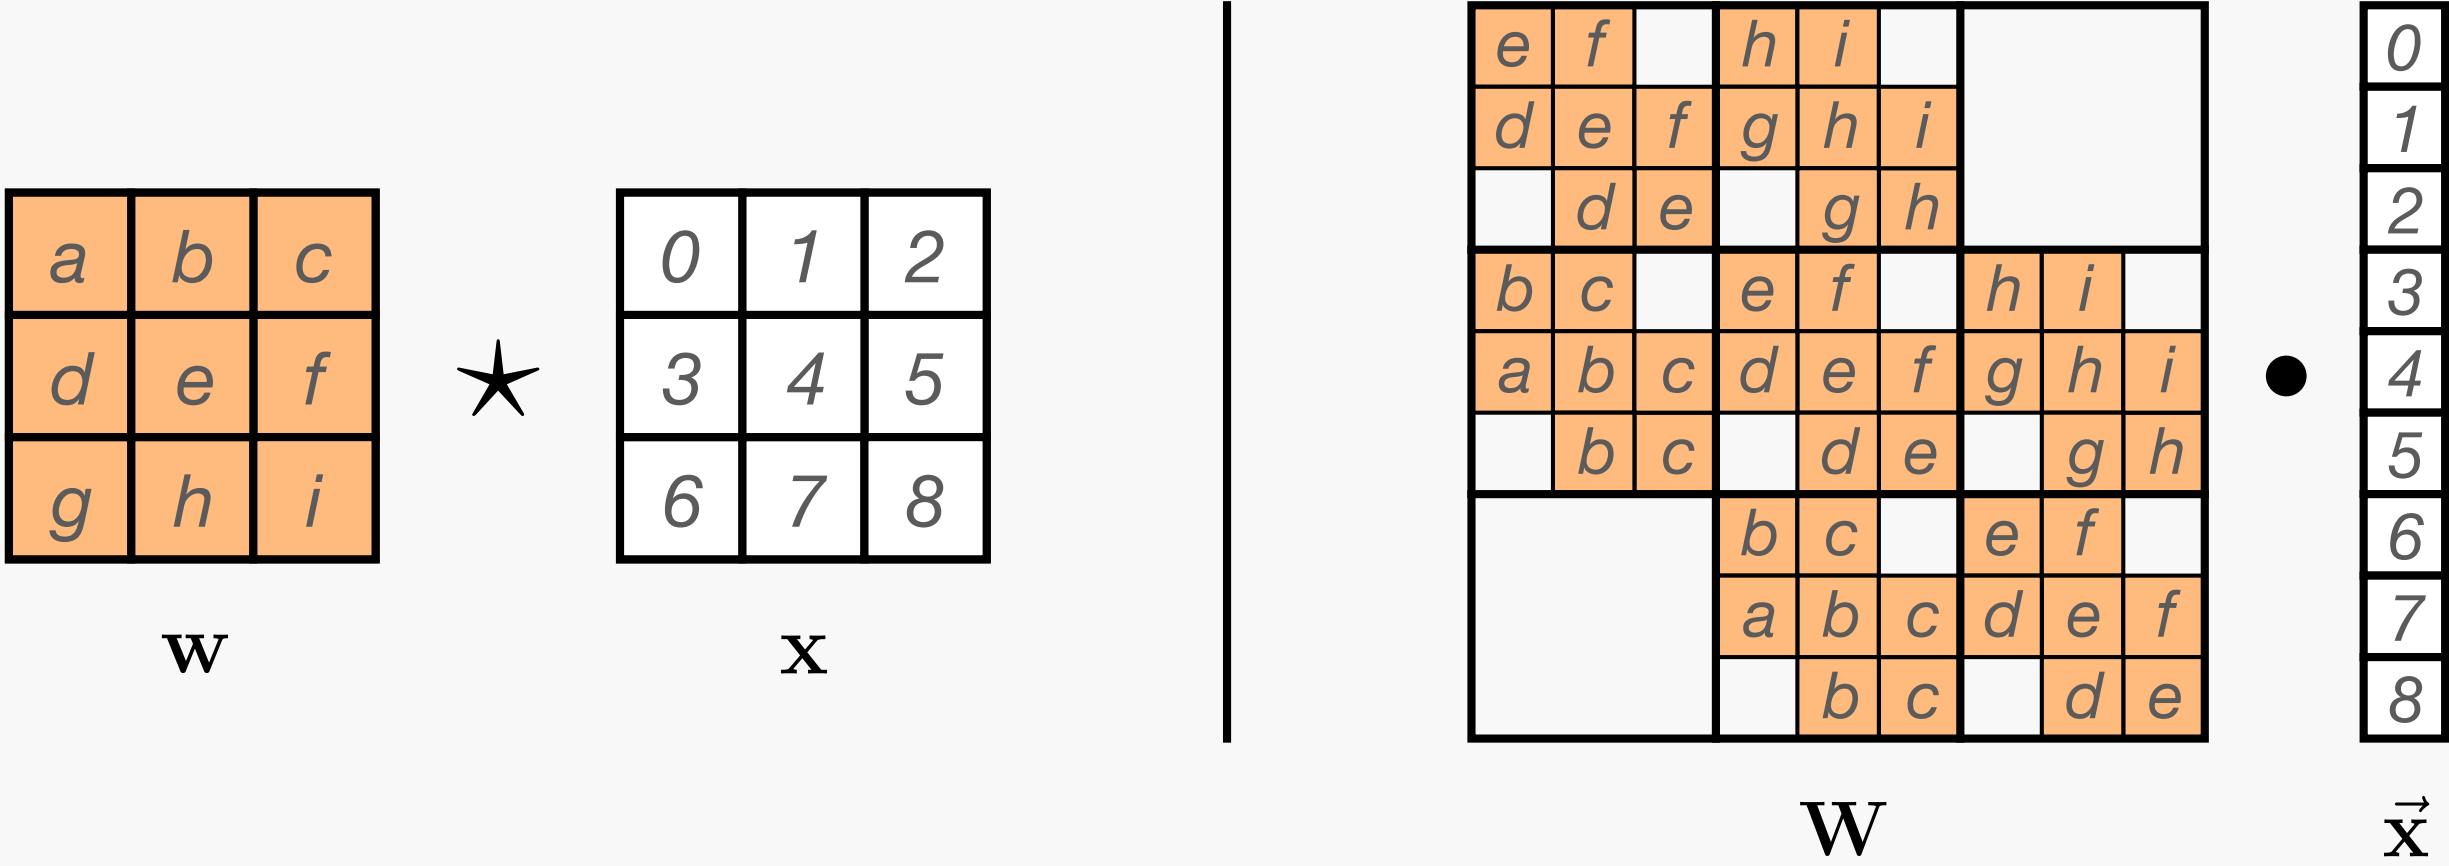 a b c
d e f
g h i
w
⋆
0 1 2
3 4 5
6 7 8
x
e f h i
d e f g h i
d e g h
b c e f h i
a b c d e f g h i
b c d e g h
b c e f
a b c d e f
b c d e
W
•
0
1
2
3
4
5
6
7
8
x⃗